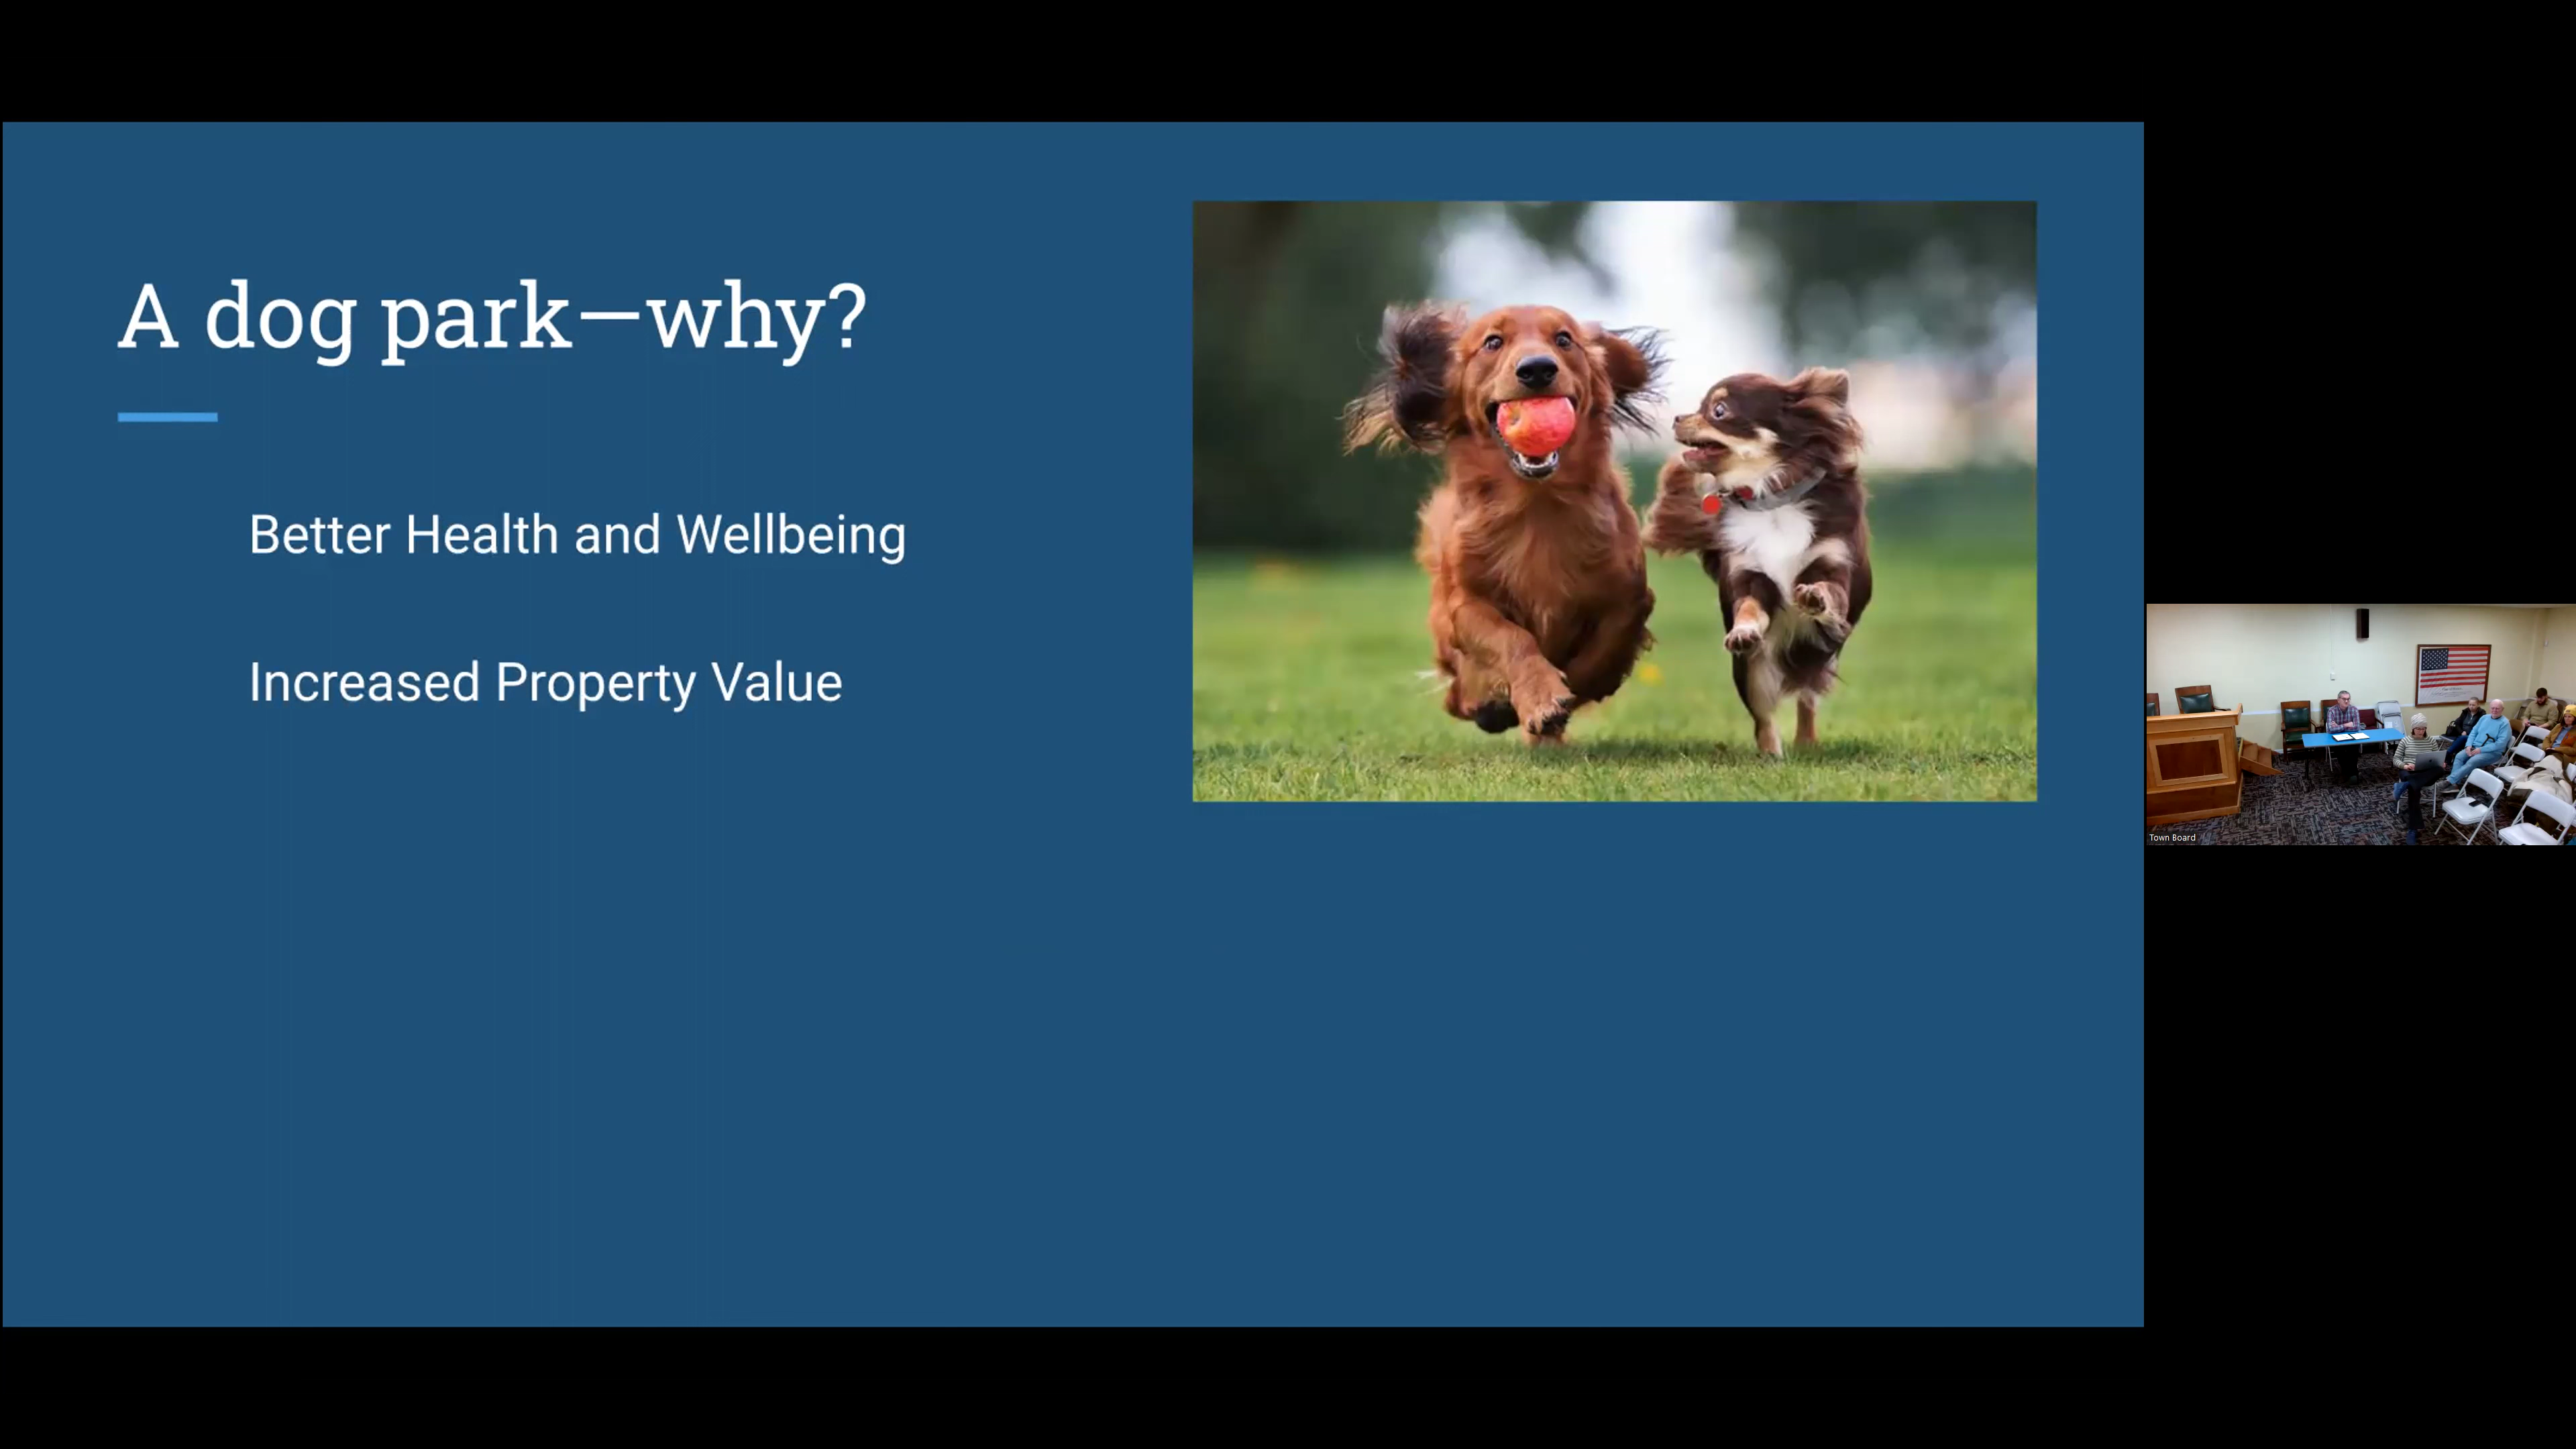 A dog park—why?
Better Health and Wellbeing
Increased Property Value
Town Board